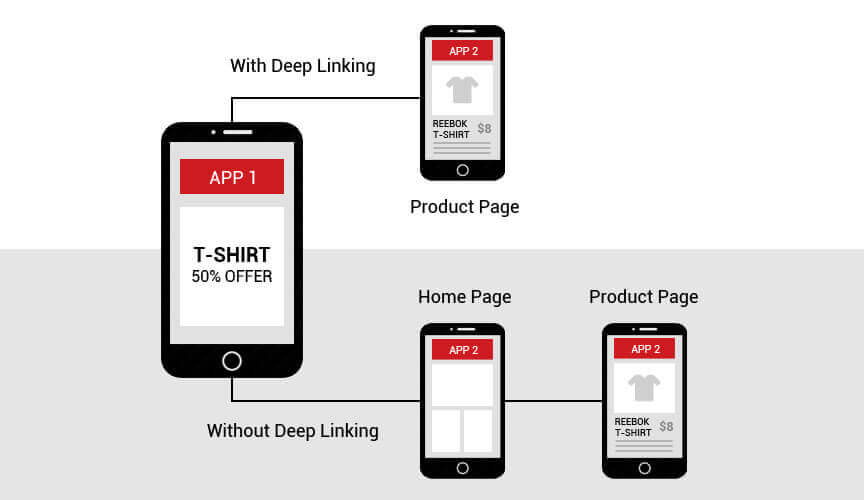 With Deep Linking
APP 2
REEBOK
T-SHIRT
$8
Product Page
APP 1
T-SHIRT
50% OFFER
Home Page
Product Page
APP 2
APP 2
REEBOK
T-SHIRT
$8
Without Deep Linking